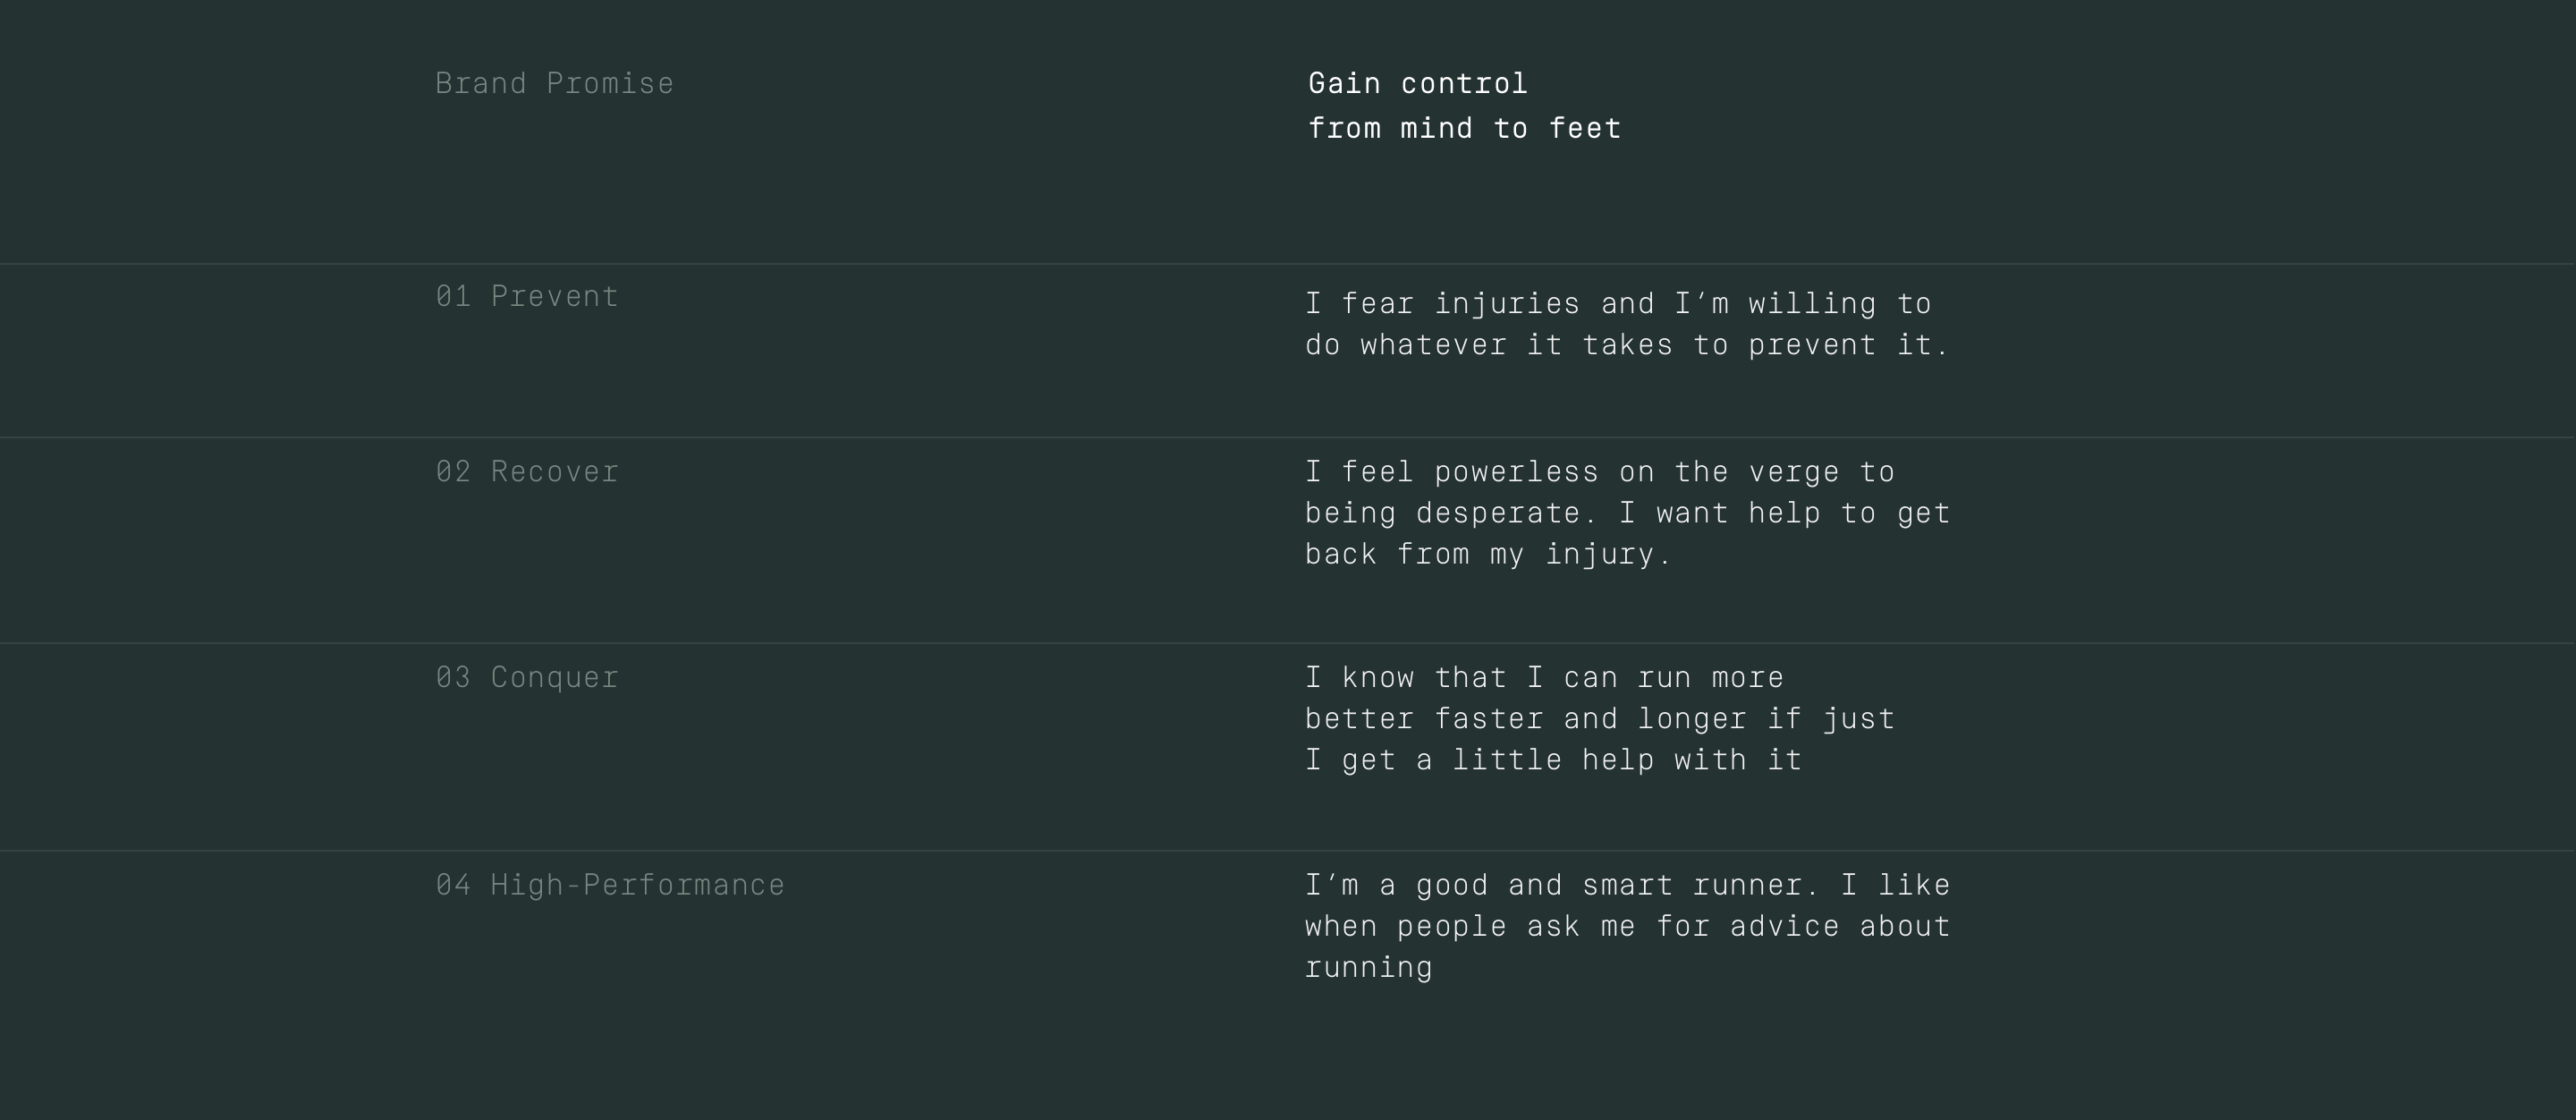 Brand Promise
Gain control
from mind to feet
01 Prevent
I fear injuries and I’m willing to
do whatever it takes to prevent it.
02 Recover
I feel powerless on the verge to
being desperate. I want help to get
back from my injury.
03 Conquer
I know that I can run more
better faster and longer if just
I get a little help with it
04 High-Performance
I’m a good and smart runner. I like
when people ask me for advice about
running